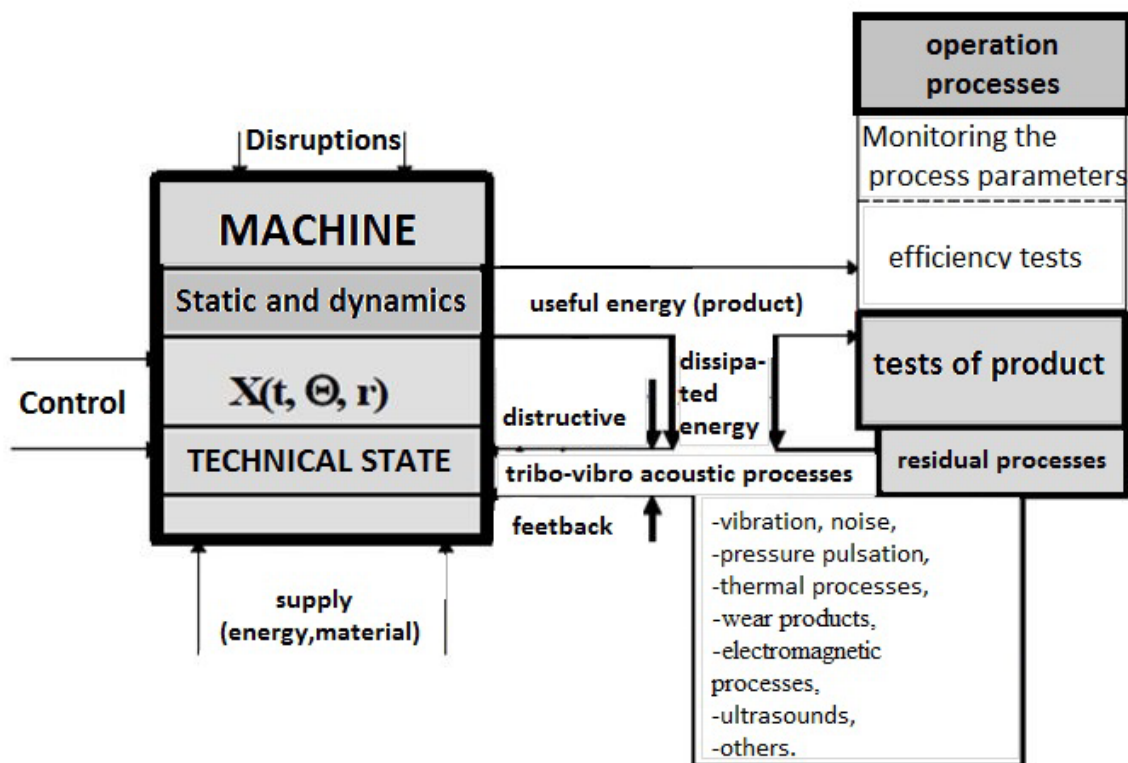 operation
processes
Monitoring the
process parameters
efficiency tests
tests of product
residual processes
Disruptions
MACHINE
Static and dynamics
X(t, Θ, r)
TECHNICAL STATE
Control
supply
(energy,material)
useful energy (product)
dissipa-
ted
energy
distructive
tribo-vibro acoustic processes
feetback
-vibration, noise,
-pressure pulsation,
-thermal processes,
-wear products,
-electromagnetic
processes,
-ultrasounds,
-others.